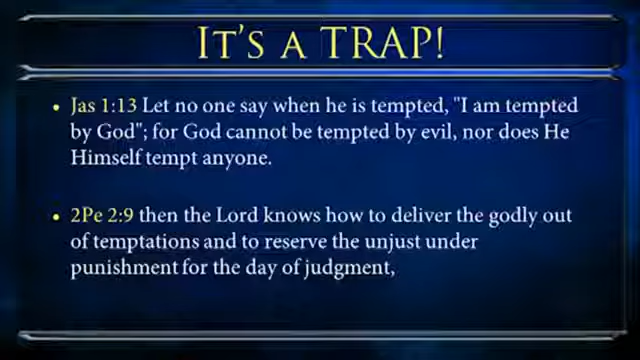 IT'S A TRAP!
• Jas 1:13 Let no one say when he is tempted, "I am tempted
by God"; for God cannot be tempted by evil, nor does He
Himself tempt anyone.
• 2Pe 2:9 then the Lord knows how to deliver the godly out
of temptations and to reserve the unjust under
punishment for the day of judgment,